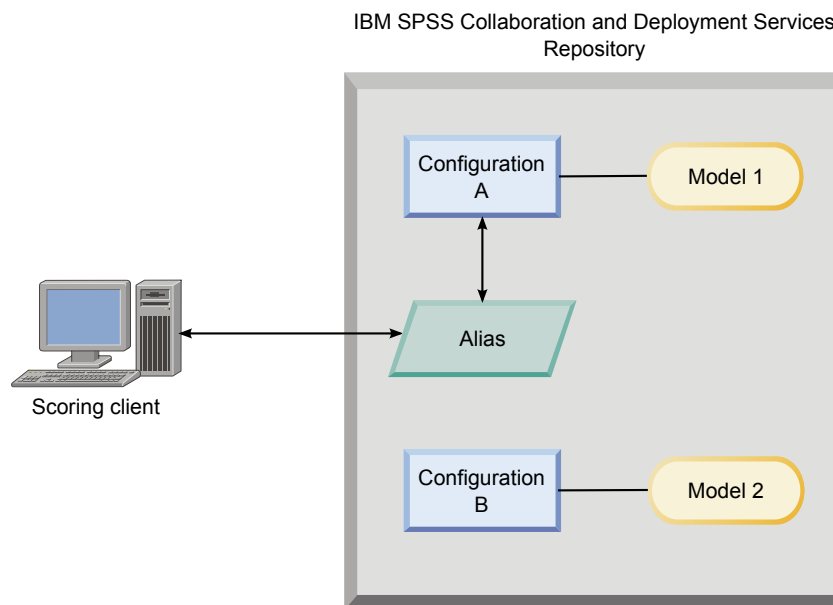 IBM SPSS Collaboration and Deployment Services
Repository
Configuration
A
Model 1
Alias
Scoring client
Configuration
B
Model 2